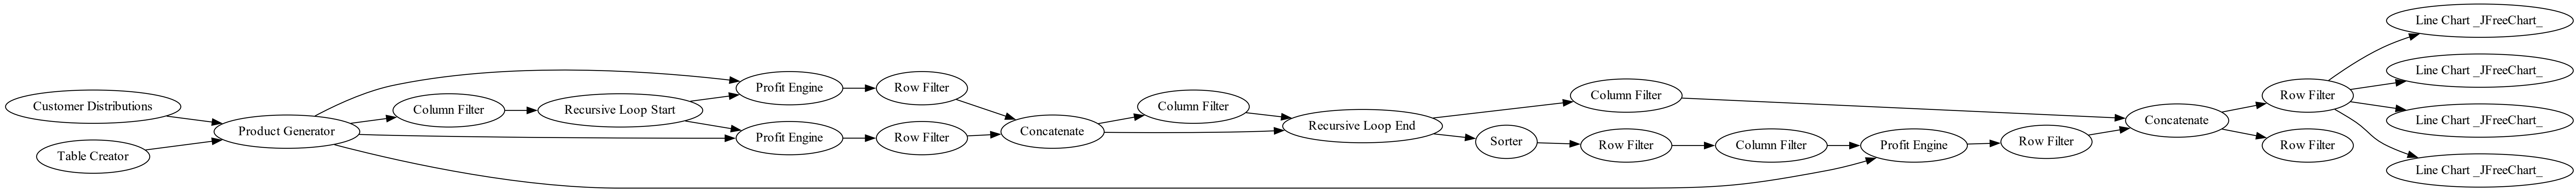 Customer Distributions
Table Creator
Product Generator
Column Filter
Recursive Loop Start
Profit Engine
Profit Engine
Row Filter
Row Filter
Concatenate
Column Filter
Recursive Loop End
Column Filter
Sorter
Row Filter
Column Filter
Profit Engine
Row Filter
Concatenate
Row Filter
Row Filter
Line Chart _JFreeChart_
Line Chart _JFreeChart_
Line Chart _JFreeChart_
Line Chart _JFreeChart_